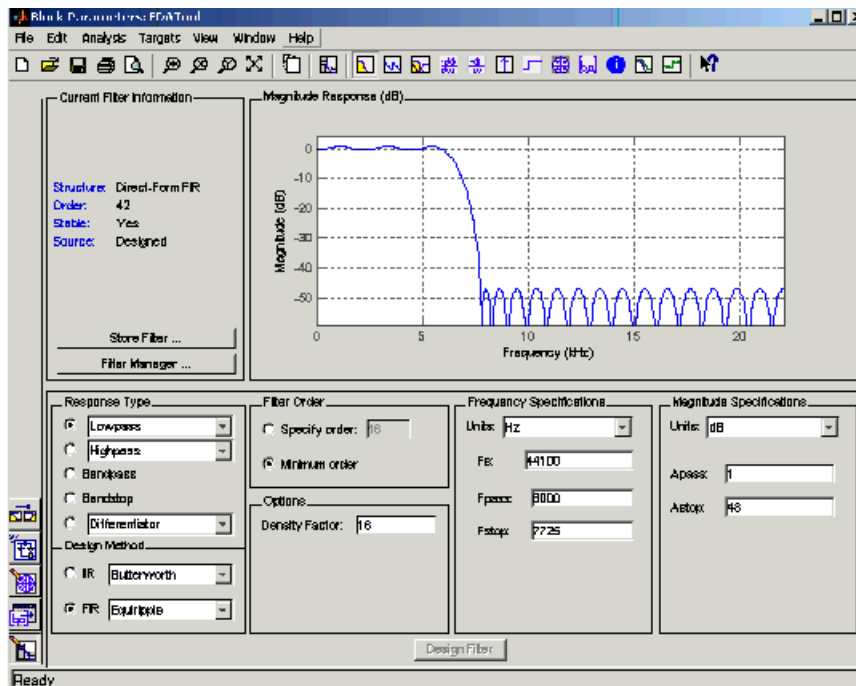 Block Parameters: FDATool
File Edit Analysis Targets View Window Help
Current Filter Information
Structure: Direct-Form FIR
Order: 42
Stable: Yes
Source: Designed
Store Filter ...
Filter Manager ...
Magnitude Response (dB)
Magnitude (dB)
0
-10
-20
-30
-40
-50
0 5 10 15 20
Frequency (kHz)
Response Type
Lowpass
Highpass
Bandpass
Bandstop
Differentiator
Design Method
IIR Butterworth
FIR Equiripple
Filter Order
Specify order: 16
Minimum order
Options
Density Factor: 16
Frequency Specifications
Units: Hz
Fs: 44100
Fpass:
Fstop: 7725
Magnitude Specifications
Units: dB
Apass: 1
Astop: 48
Design Filter
Ready